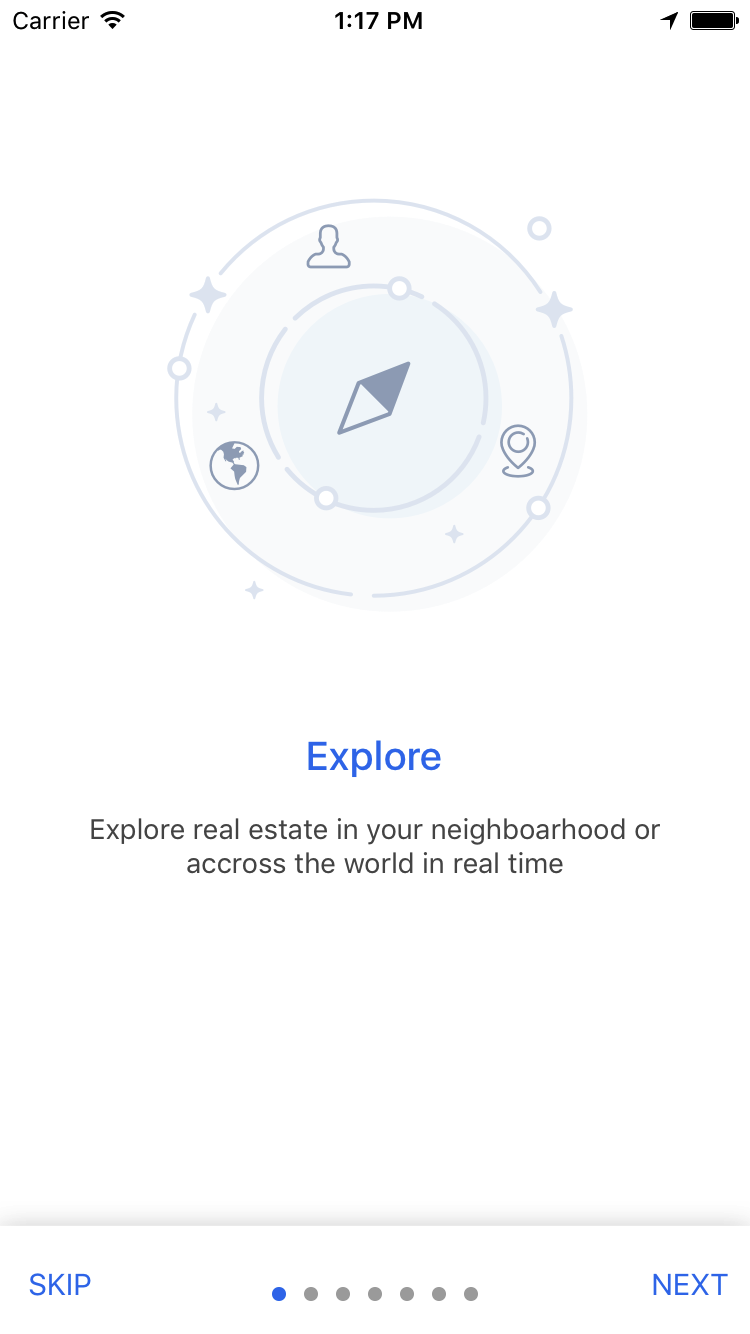 Carrier 1:17 PM
Explore
Explore real estate in your neighboarhood or
accross the world in real time
SKIP NEXT